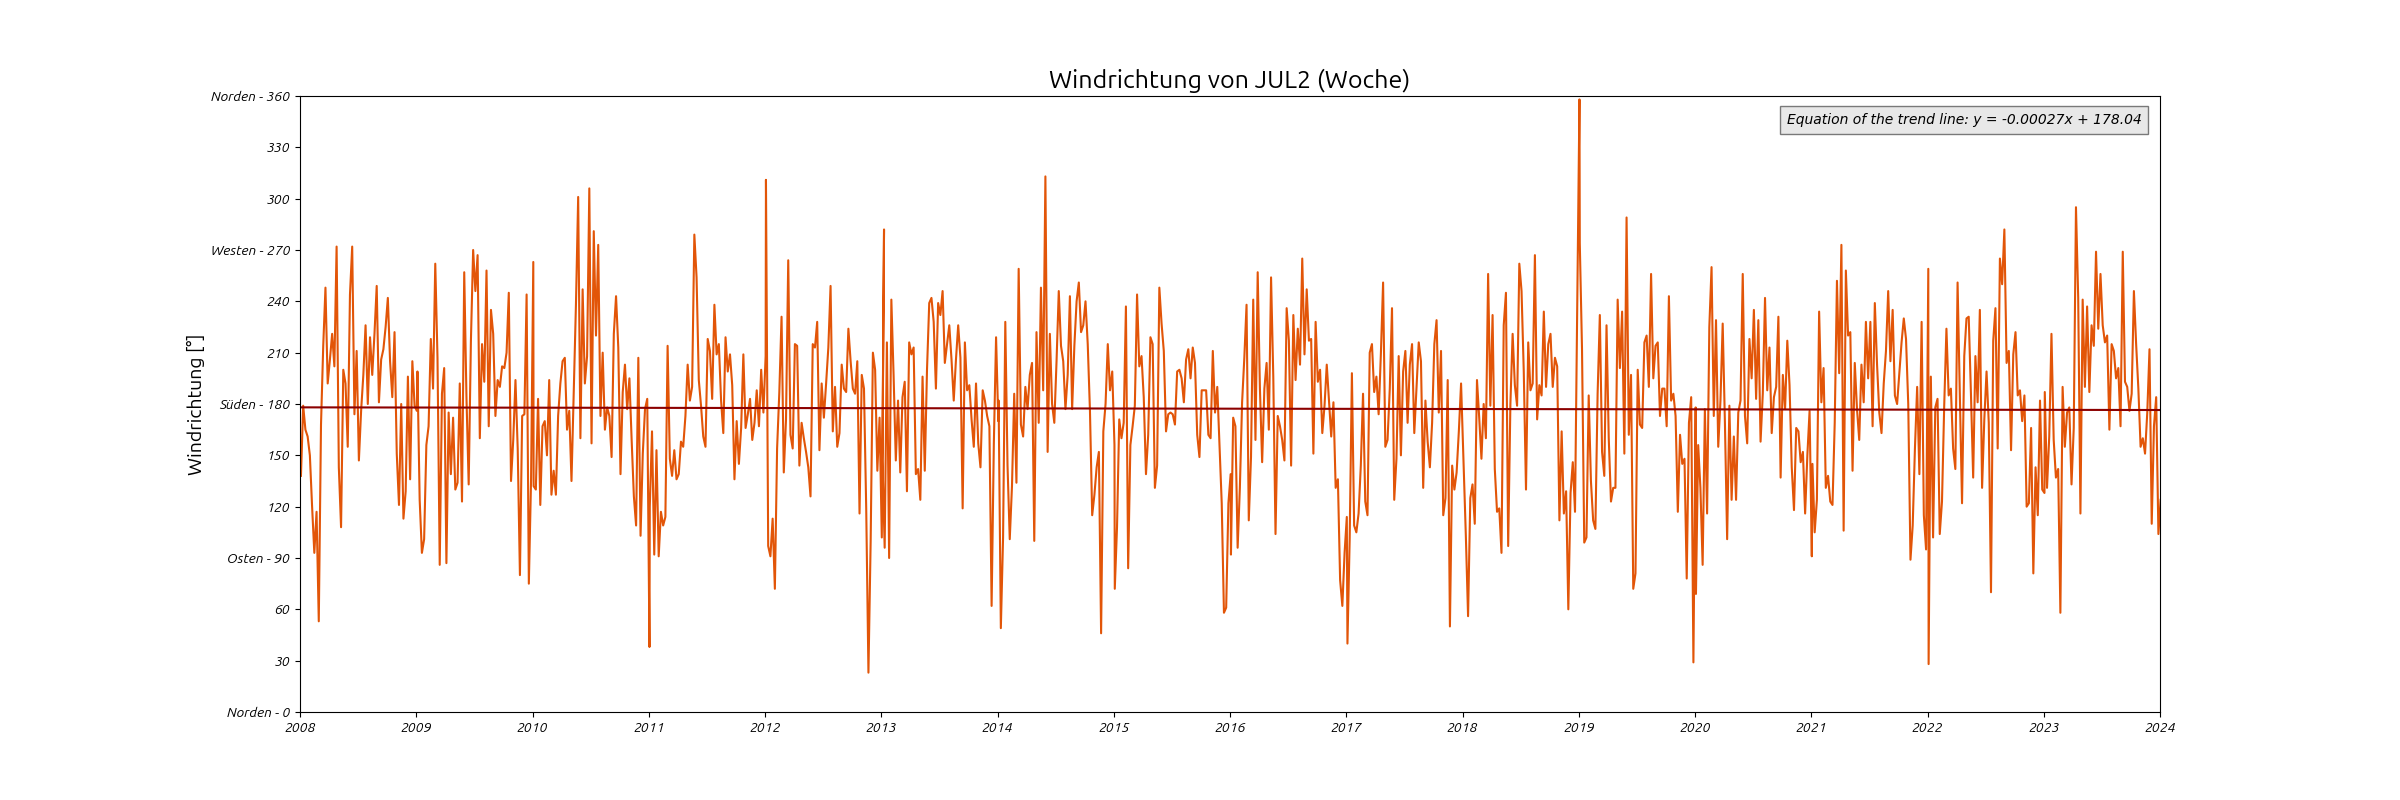 Windrichtung von JUL2 (Woche)
Equation of the trend line: y = -0.00027x + 178.04
Windrichtung [°]
Norden - 360
330
300
Westen - 270
240
210
Süden - 180
150
120
Osten - 90
60
30
Norden - 0
2008 2009 2010 2011 2012 2013 2014 2015 2016 2017 2018 2019 2020 2021 2022 2023 2024